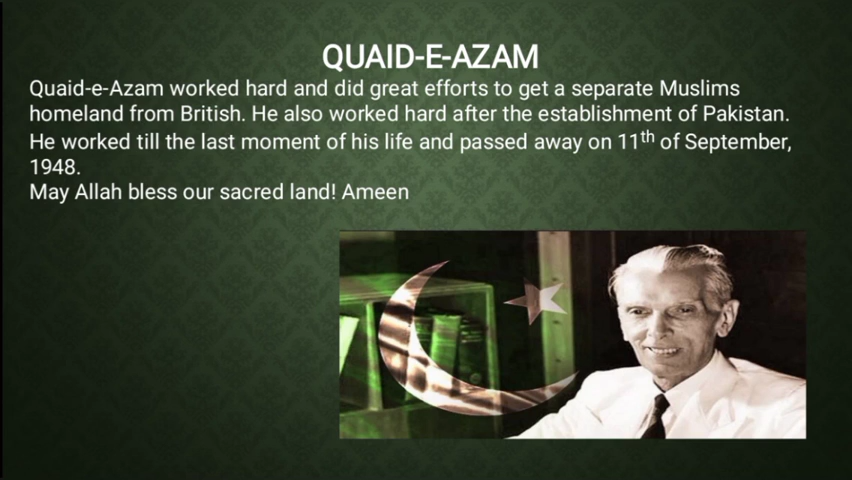 QUAID-E-AZAM
Quaid-e-Azam worked hard and did great efforts to get a separate Muslims
homeland from British. He also worked hard after the establishment of Pakistan.
He worked till the last moment of his life and passed away on 11th of September,
1948.
May Allah bless our sacred land! Ameen